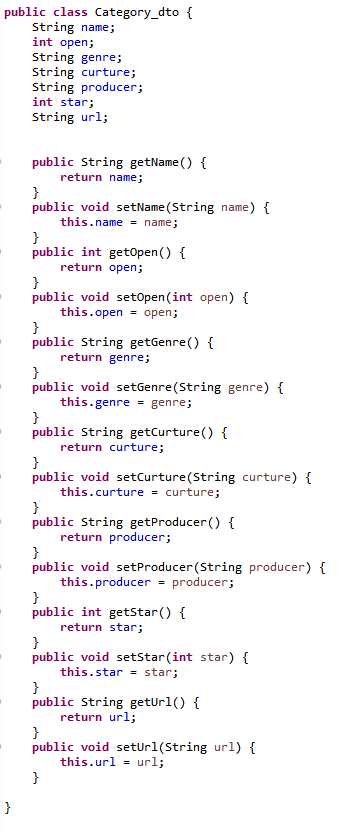 public class Category_dto {
    String name;
    int open;
    String genre;
    String curture;
    String producer;
    int star;
    String url;
    public String getName() {
        return name;
    }
    public void setName(String name) {
        this.name = name;
    }
    public int getOpen() {
        return open;
    }
    public void setOpen(int open) {
        this.open = open;
    }
    public String getGenre() {
        return genre;
    }
    public void setGenre(String genre) {
        this.genre = genre;
    }
    public String getCurture() {
        return curture;
    }
    public void setCurture(String curture) {
        this.curture = curture;
    }
    public String getProducer() {
        return producer;
    }
    public void setProducer(String producer) {
        this.producer = producer;
    }
    public int getStar() {
        return star;
    }
    public void setStar(int star) {
        this.star = star;
    }
    public String getUrl() {
        return url;
    }
    public void setUrl(String url) {
        this.url = url;
    }
}